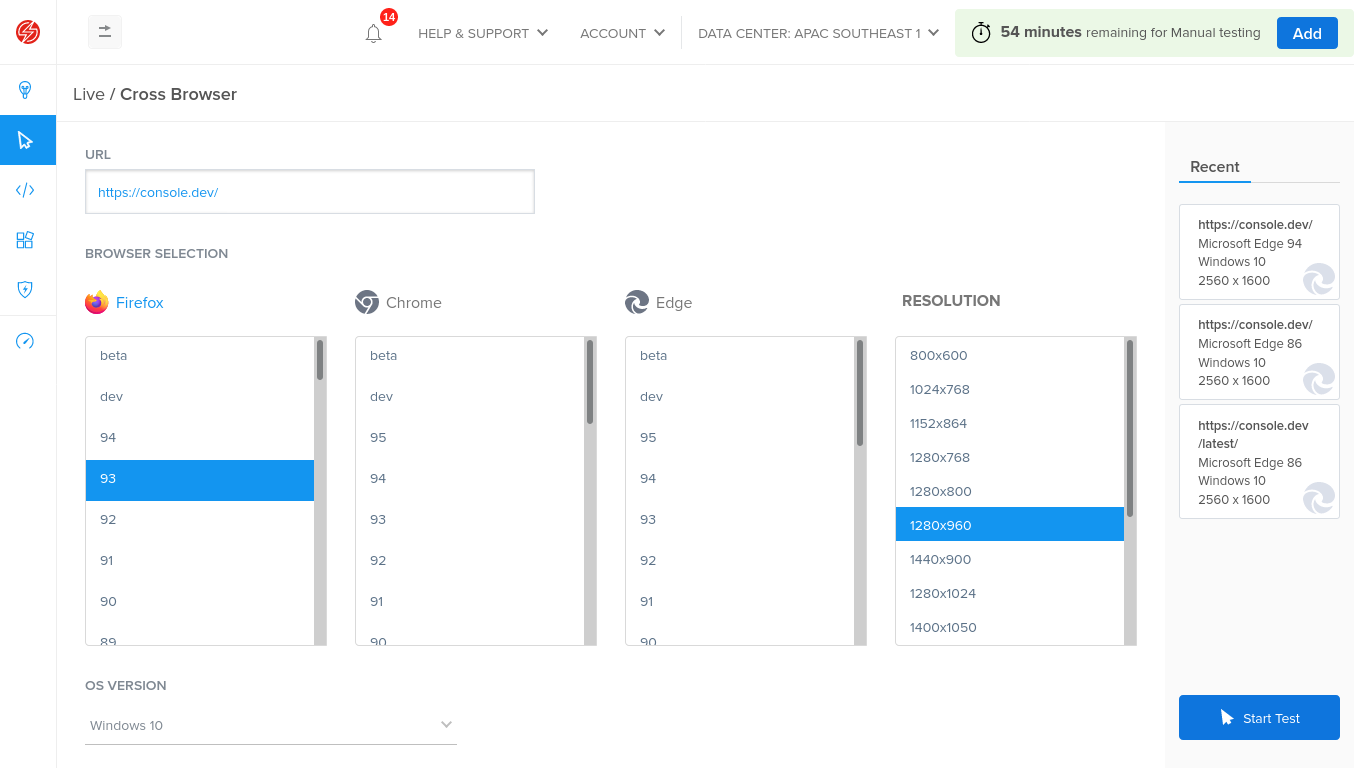 14
HELP & SUPPORT
ACCOUNT
DATA CENTER: APAC SOUTHEAST 1
54 minutes remaining for Manual testing
Add
Live / Cross Browser
URL
https://console.dev/
BROWSER SELECTION
Firefox
beta
dev
94
93
92
91
90
89
Chrome
beta
dev
95
94
93
92
91
90
Edge
beta
dev
95
94
93
92
91
90
RESOLUTION
800x600
1024x768
1152x864
1280x768
1280x800
1280x960
1440x900
1280x1024
1400x1050
OS VERSION
Windows 10
Recent
https://console.dev/
Microsoft Edge 94
Windows 10
2560 x 1600
https://console.dev/
Microsoft Edge 86
Windows 10
2560 x 1600
https://console.dev
/latest/
Microsoft Edge 86
Windows 10
2560 x 1600
Start Test